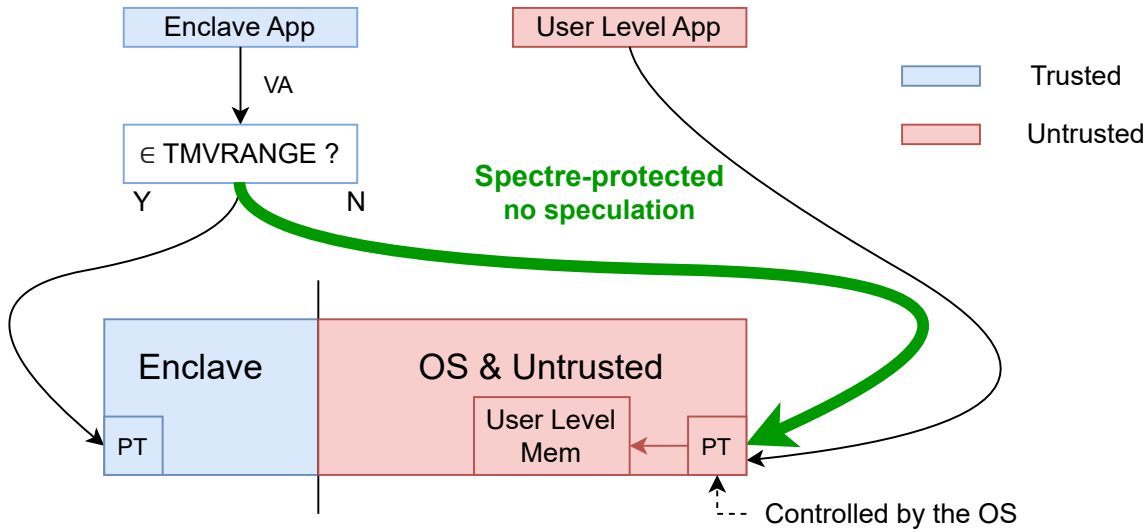 Enclave App
User Level App
VA
Trusted
Untrusted
∈ TMVRANGE ?
Y
N
Spectre-protected
no speculation
Enclave
OS & Untrusted
User Level
Mem
PT
PT
Controlled by the OS